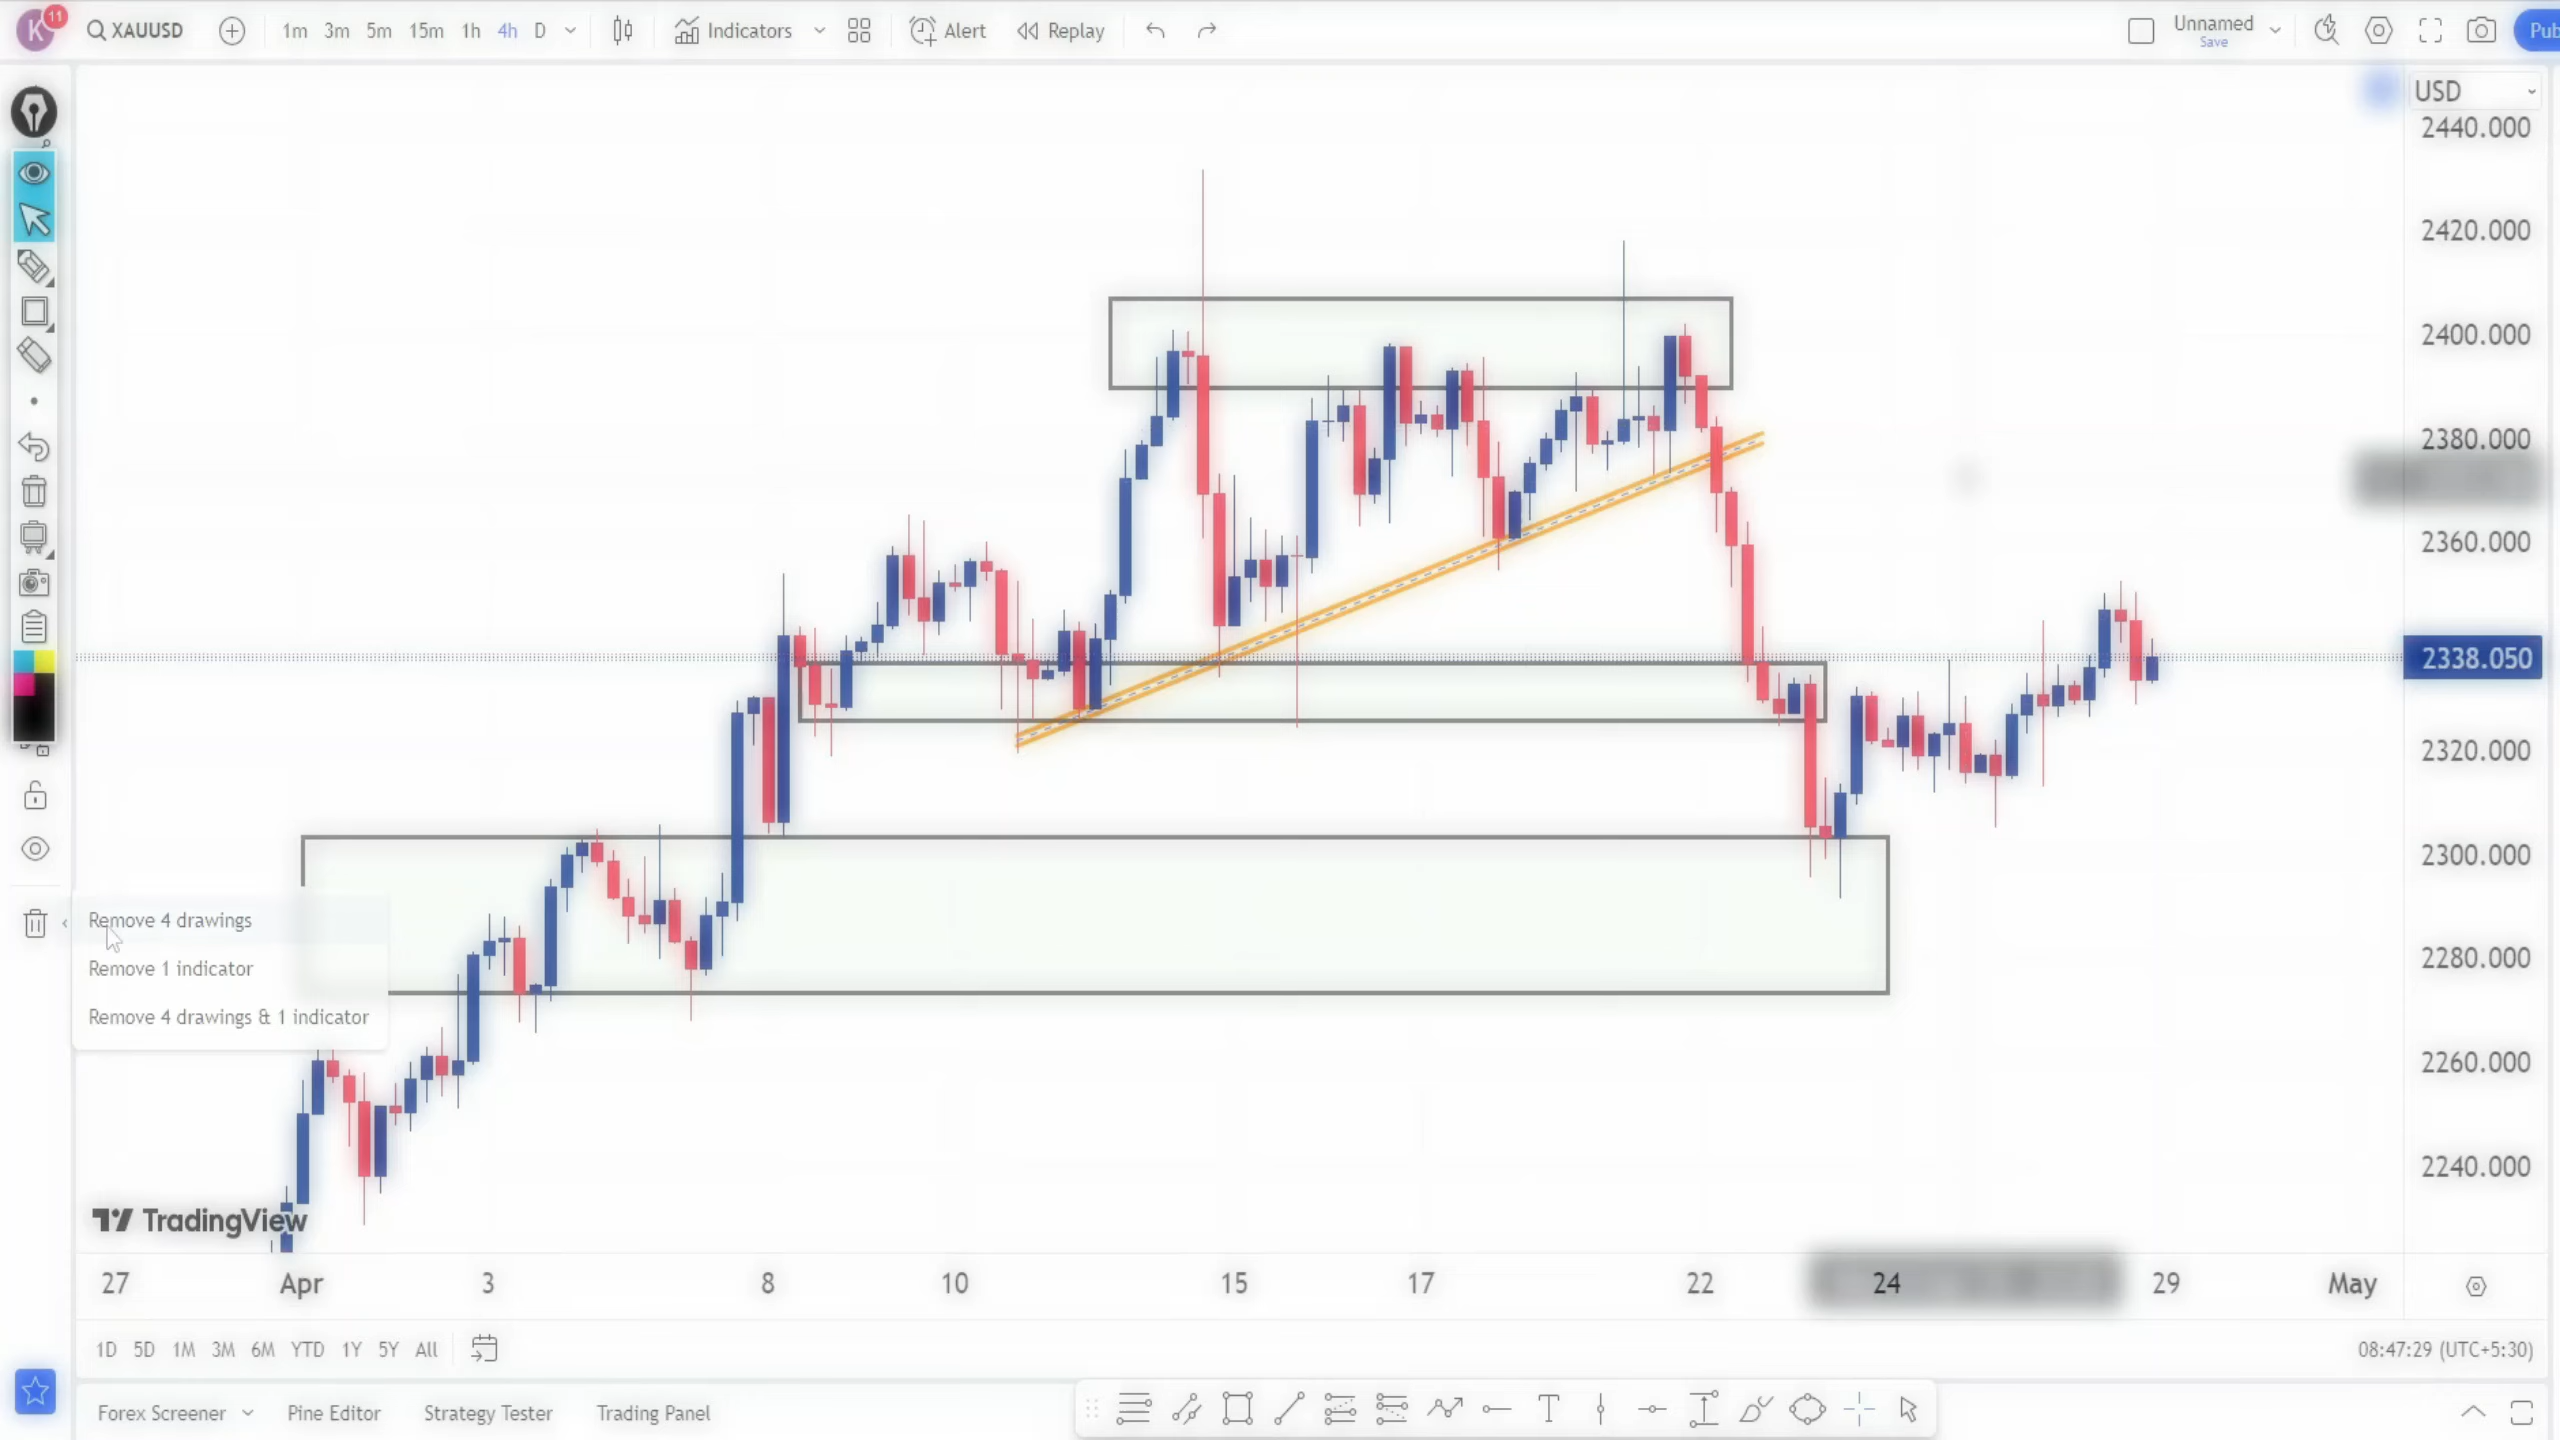 K 11 XAUUSD 1m 3m 5m 15m 1h 4h D Indicators Alert Replay Unnamed Pub
Save
USD
2440.000
2420.000
2400.000
2380.000
2360.000
2338.050
2320.000
2300.000
2280.000
2260.000
2240.000
Remove 4 drawings
Remove 1 indicator
Remove 4 drawings & 1 indicator
TradingView
27 Apr 3 8 10 15 17 22 24 29 May
1D 5D 1M 3M 6M YTD 1Y 5Y All 08:47:29 (UTC+5:30)
Forex Screener Pine Editor Strategy Tester Trading Panel